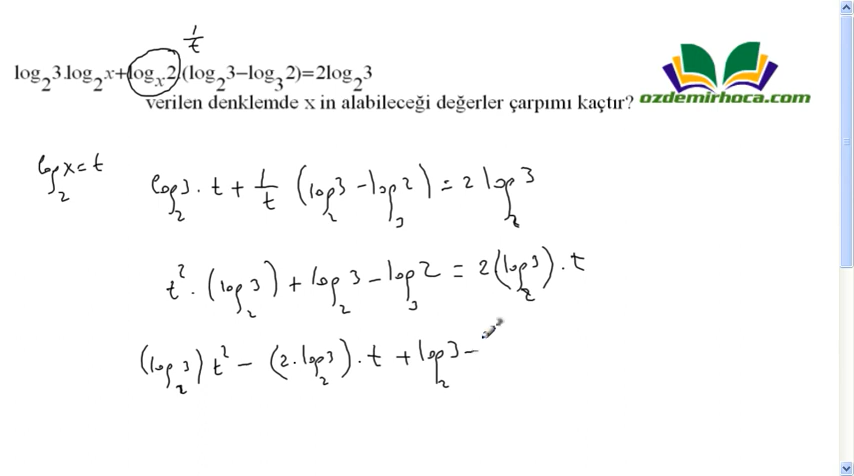 1/t
log₂3.log₂x+logₓ2.(log₂3−log₃2)=2log₂3
verilen denklemde x in alabileceği değerler çarpımı kaçtır?
ozdemirhoca.com
log₂x=t
log₂3 . t + 1/t (log₂3 − log₃2) = 2 log₂3
t² . (log₂3) + log₂3 − log₃2 = 2(log₂3) . t
(log₂3) t² − (2.log₂3) . t + log₂3 −